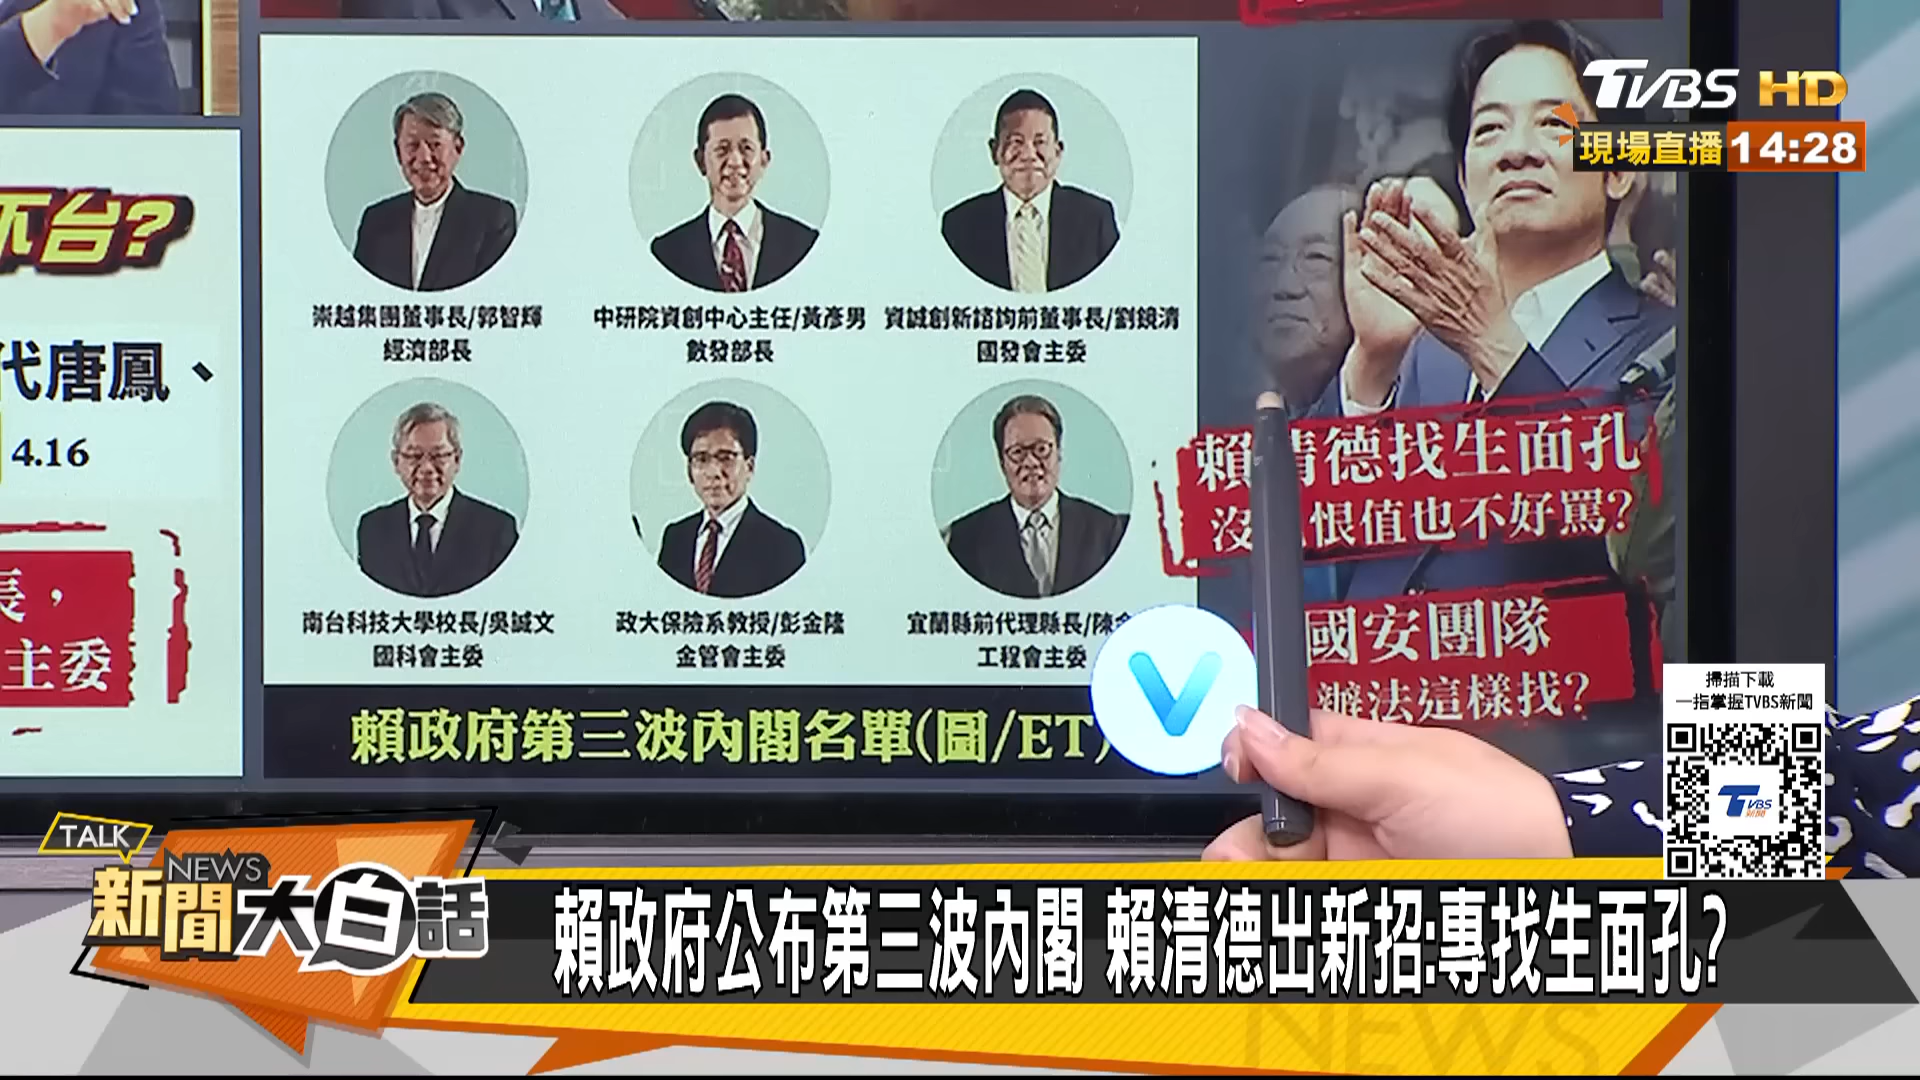 TVBS HD
現場直播 14:28
不台?
代唐鳳、
4.16
長，
主委
崇越集團董事長/郭智輝
經濟部長
中研院資創中心主任/黃彥男
數發部長
資誠創新諮詢前董事長/劉鏡清
國發會主委
南台科技大學校長/吳誠文
國科會主委
政大保險系教授/彭金隆
金管會主委
宜蘭縣前代理縣長/陳金
工程會主委
賴政府第三波內閣名單(圖/ET)
賴清德找生面孔
沒 恨值也不好罵?
國安團隊
辦法這樣找?
掃描下載
一指掌握TVBS新聞
TVBS
新聞
TALK
NEWS
新聞大白話
賴政府公布第三波內閣 賴清德出新招:專找生面孔?
NEWS